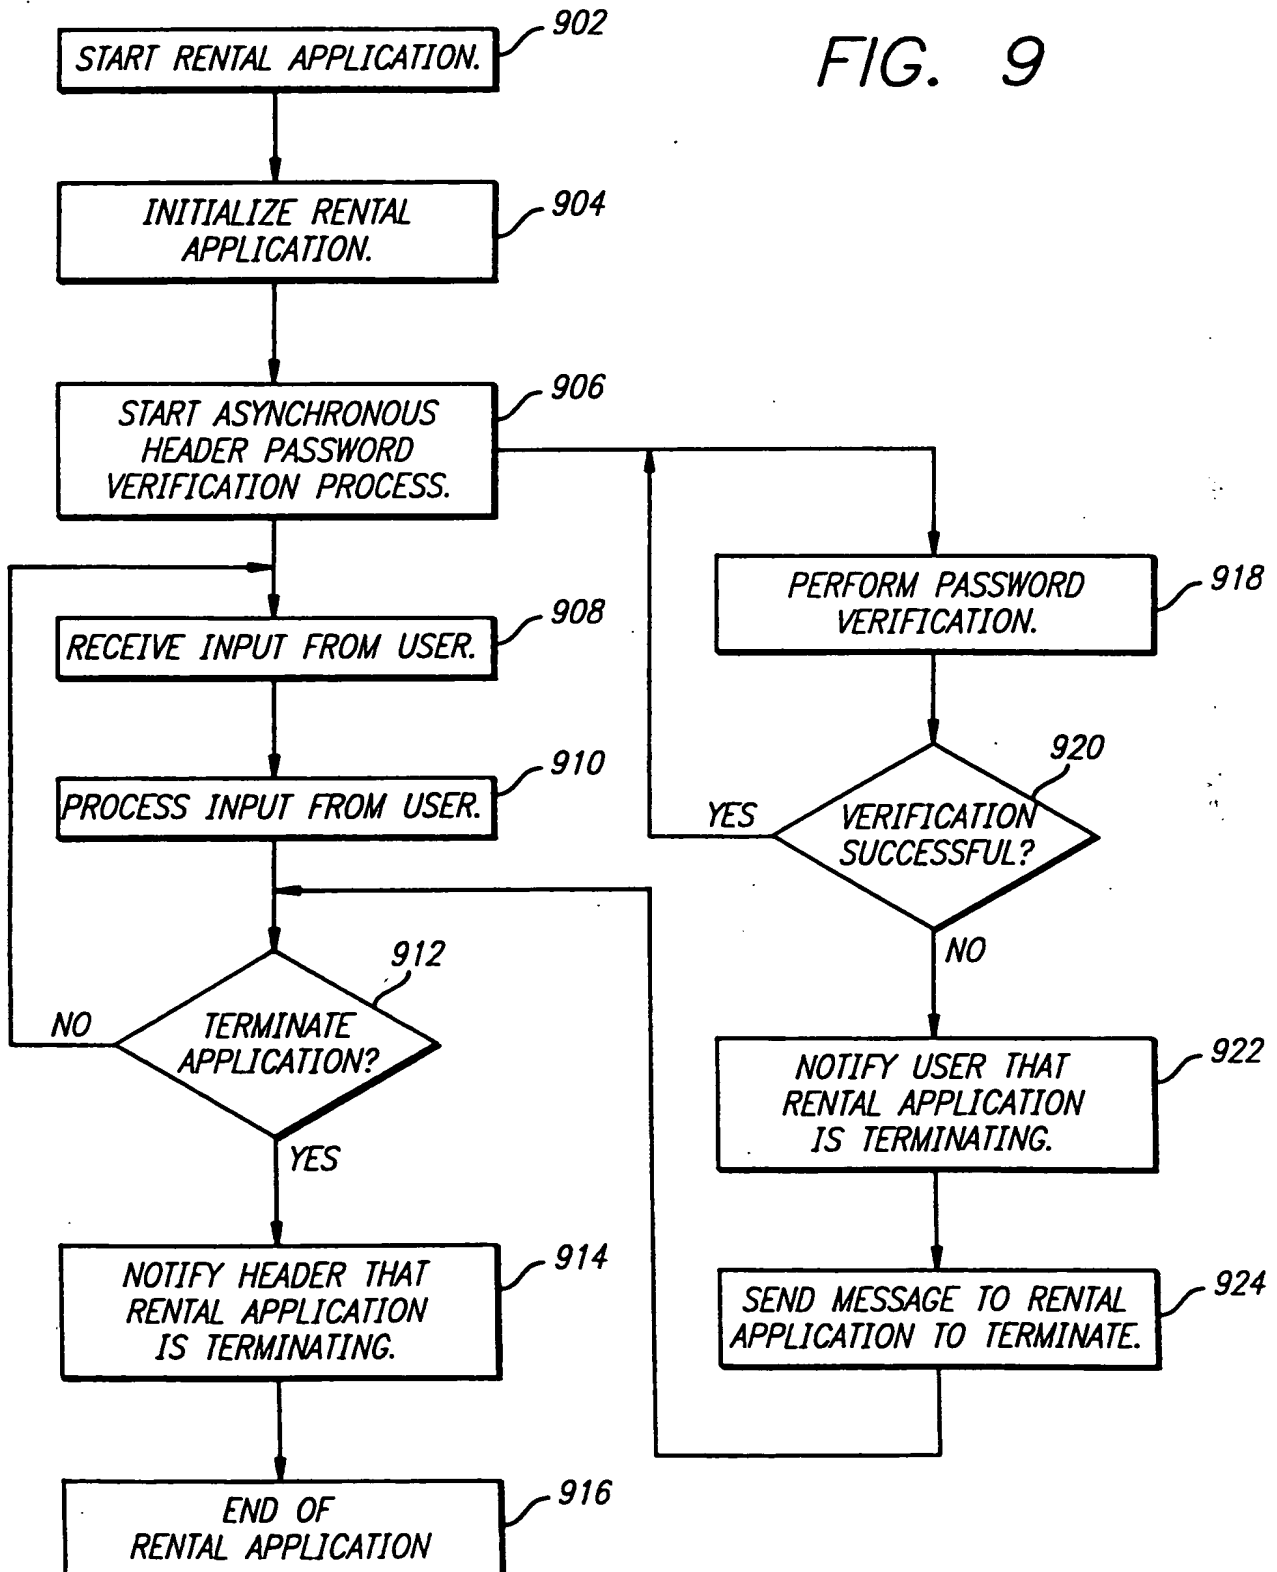 FIG. 9
902
START RENTAL APPLICATION.
904
INITIALIZE RENTAL
APPLICATION.
906
START ASYNCHRONOUS
HEADER PASSWORD
VERIFICATION PROCESS.
908
RECEIVE INPUT FROM USER.
910
PROCESS INPUT FROM USER.
912
TERMINATE
APPLICATION?
NO
YES
914
NOTIFY HEADER THAT
RENTAL APPLICATION
IS TERMINATING.
916
END OF
RENTAL APPLICATION
918
PERFORM PASSWORD
VERIFICATION.
920
VERIFICATION
SUCCESSFUL?
YES
NO
922
NOTIFY USER THAT
RENTAL APPLICATION
IS TERMINATING.
924
SEND MESSAGE TO RENTAL
APPLICATION TO TERMINATE.